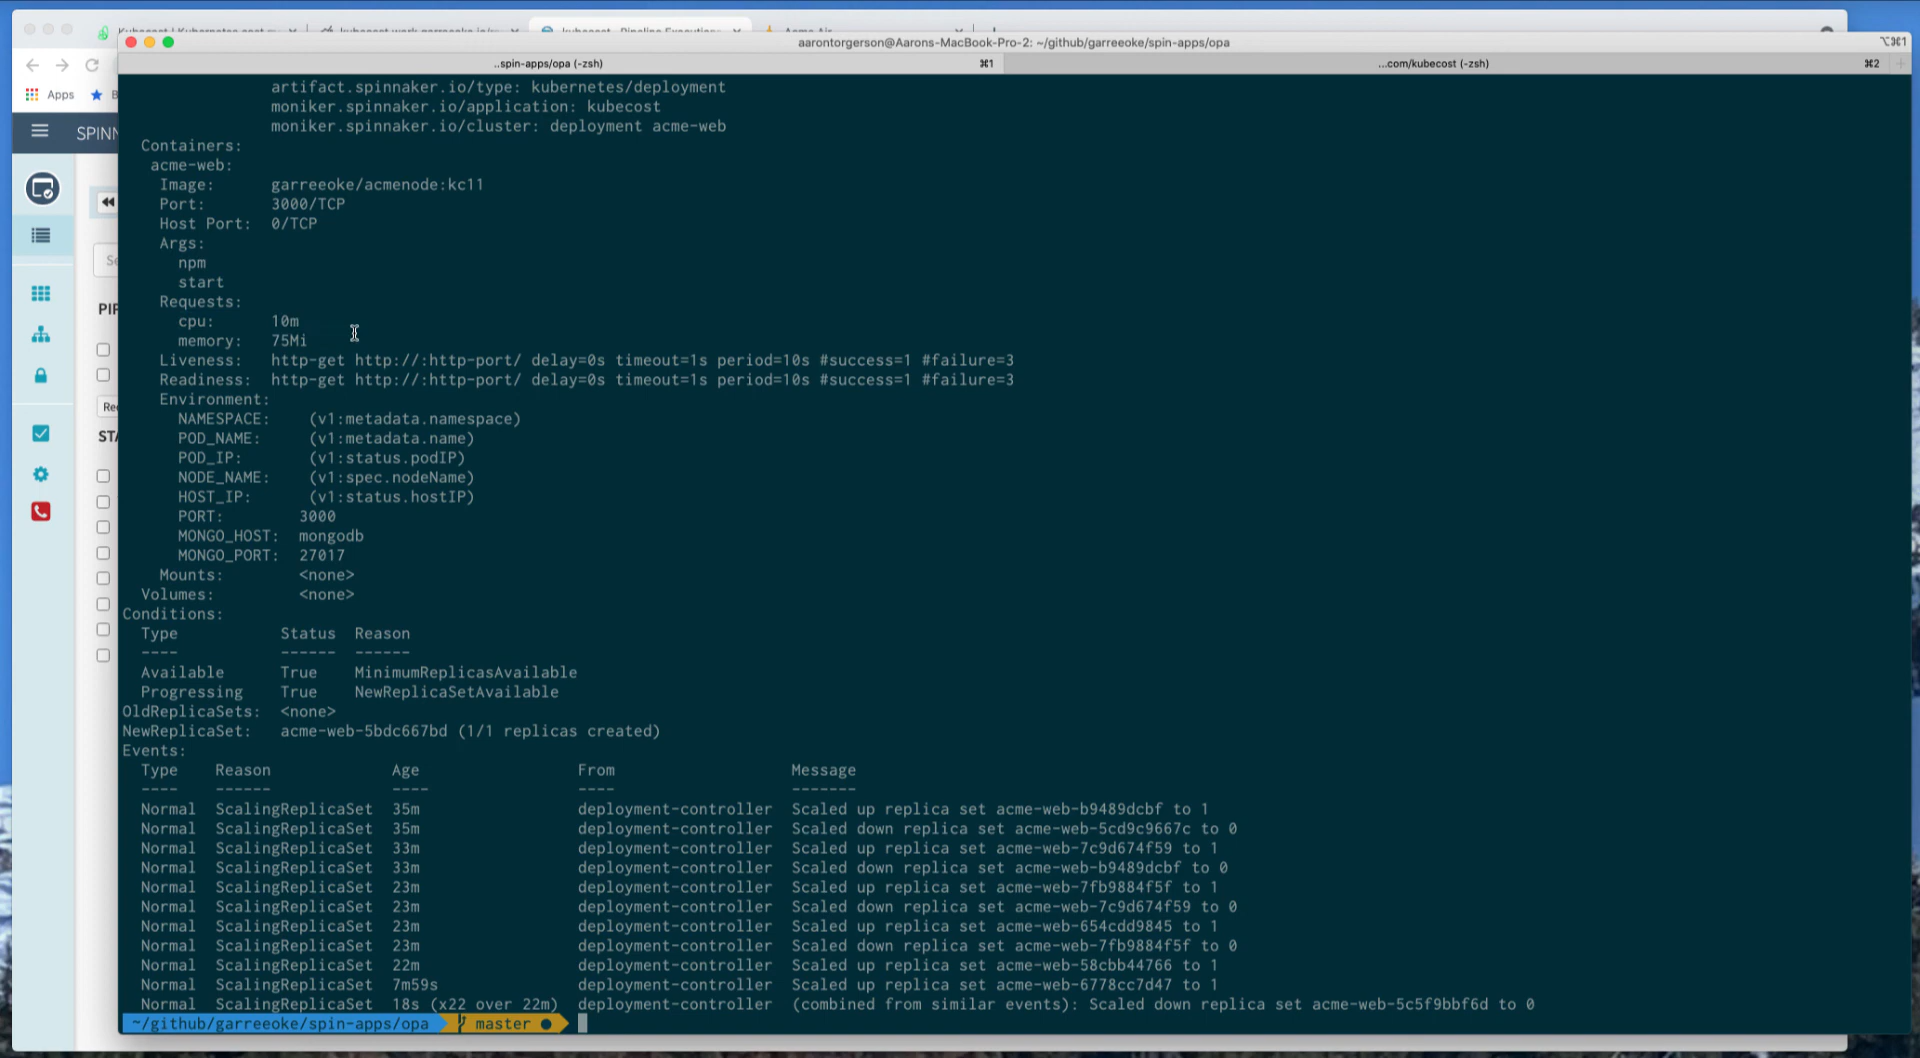 Kubecost | Kubernetes cost
kubecost - Pipeline Execution
Acme Air
aarontorgerson@Aarons-MacBook-Pro-2: ~/github/garreeoke/spin-apps/opa
⌥⌘1
..spin-apps/opa (-zsh)
⌘1
...com/kubecost (-zsh)
⌘2
Apps
SPINN
PIP
Rec
STA
artifact.spinnaker.io/type: kubernetes/deployment
moniker.spinnaker.io/application: kubecost
moniker.spinnaker.io/cluster: deployment acme-web
Containers:
acme-web:
Image: garreeoke/acmenode:kc11
Port: 3000/TCP
Host Port: 0/TCP
Args:
npm
start
Requests:
cpu: 10m
memory: 75Mi
Liveness: http-get http://:http-port/ delay=0s timeout=1s period=10s #success=1 #failure=3
Readiness: http-get http://:http-port/ delay=0s timeout=1s period=10s #success=1 #failure=3
Environment:
NAMESPACE: (v1:metadata.namespace)
POD_NAME: (v1:metadata.name)
POD_IP: (v1:status.podIP)
NODE_NAME: (v1:spec.nodeName)
HOST_IP: (v1:status.hostIP)
PORT: 3000
MONGO_HOST: mongodb
MONGO_PORT: 27017
Mounts: <none>
Volumes: <none>
Conditions:
Type Status Reason
---- ------ ------
Available True MinimumReplicasAvailable
Progressing True NewReplicaSetAvailable
OldReplicaSets: <none>
NewReplicaSet: acme-web-5bdc667bd (1/1 replicas created)
Events:
Type Reason Age From Message
---- ------ ---- ---- -------
Normal ScalingReplicaSet 35m deployment-controller Scaled up replica set acme-web-b9489dcbf to 1
Normal ScalingReplicaSet 35m deployment-controller Scaled down replica set acme-web-5cd9c9667c to 0
Normal ScalingReplicaSet 33m deployment-controller Scaled up replica set acme-web-7c9d674f59 to 1
Normal ScalingReplicaSet 33m deployment-controller Scaled down replica set acme-web-b9489dcbf to 0
Normal ScalingReplicaSet 23m deployment-controller Scaled up replica set acme-web-7fb9884f5f to 1
Normal ScalingReplicaSet 23m deployment-controller Scaled down replica set acme-web-7c9d674f59 to 0
Normal ScalingReplicaSet 23m deployment-controller Scaled up replica set acme-web-654cdd9845 to 1
Normal ScalingReplicaSet 23m deployment-controller Scaled down replica set acme-web-7fb9884f5f to 0
Normal ScalingReplicaSet 22m deployment-controller Scaled up replica set acme-web-58cbb44766 to 1
Normal ScalingReplicaSet 7m59s deployment-controller Scaled up replica set acme-web-6778cc7d47 to 1
Normal ScalingReplicaSet 18s (x22 over 22m) deployment-controller (combined from similar events): Scaled down replica set acme-web-5c5f9bbf6d to 0
~/github/garreeoke/spin-apps/opa master ●